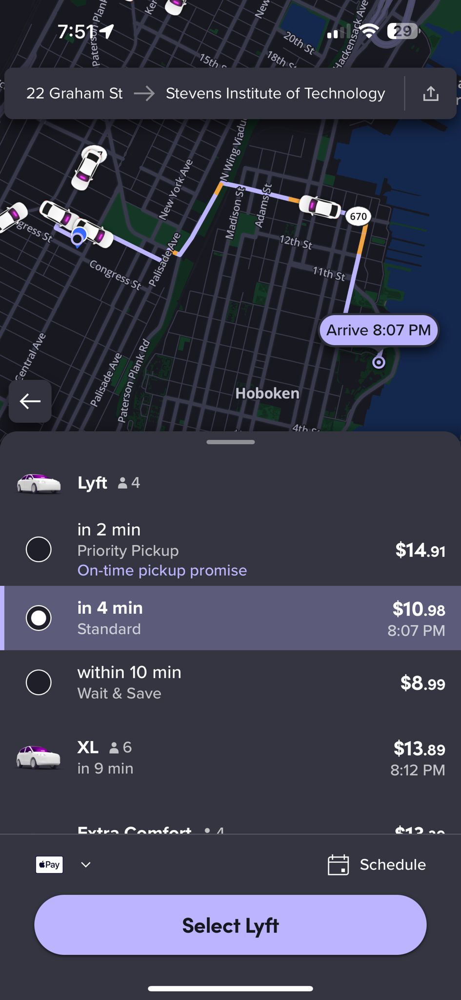 7:51
29
Paterson Plank
New
20th St
15th S
18th St
Hackensack Ave
22 Graham St → Stevens Institute of Technology
N Wing Viaduc
New York Ave
Madison St
Adams St
670
gress St
12th St
Palisade Ave
Congress St
11th St
Arrive 8:07 PM
Central Ave
Palisade Ave
Paterson Plank Rd
Hoboken
4th St
Lyft 4
in 2 min
Priority Pickup
$14.91
On-time pickup promise
in 4 min
$10.98
Standard
8:07 PM
within 10 min
$8.99
Wait & Save
XL 6
$13.89
in 9 min
8:12 PM
Extra Comfort 4
Pay
Schedule
Select Lyft